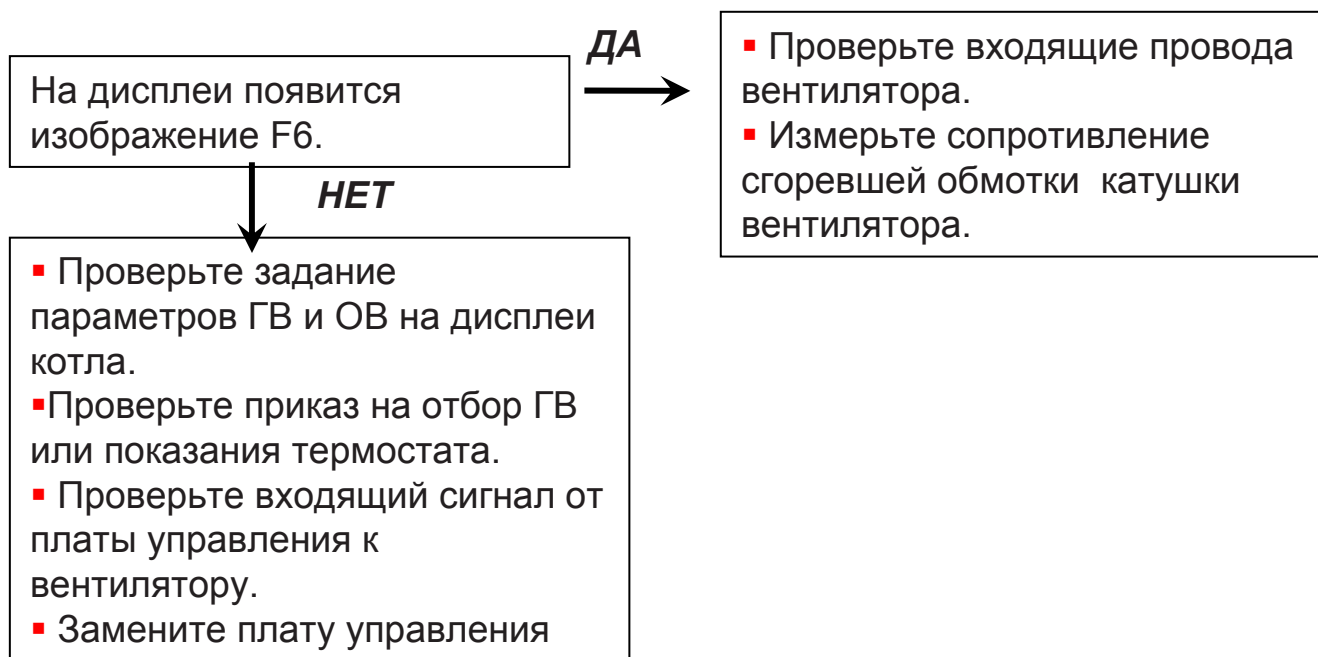 На дисплеи появится
изображение F6.
ДА
▪ Проверьте входящие провода
вентилятора.
▪ Измерьте сопротивление
сгоревшей обмотки катушки
вентилятора.
НЕТ
▪ Проверьте задание
параметров ГВ и ОВ на дисплеи
котла.
▪Проверьте приказ на отбор ГВ
или показания термостата.
▪ Проверьте входящий сигнал от
платы управления к
вентилятору.
▪ Замените плату управления